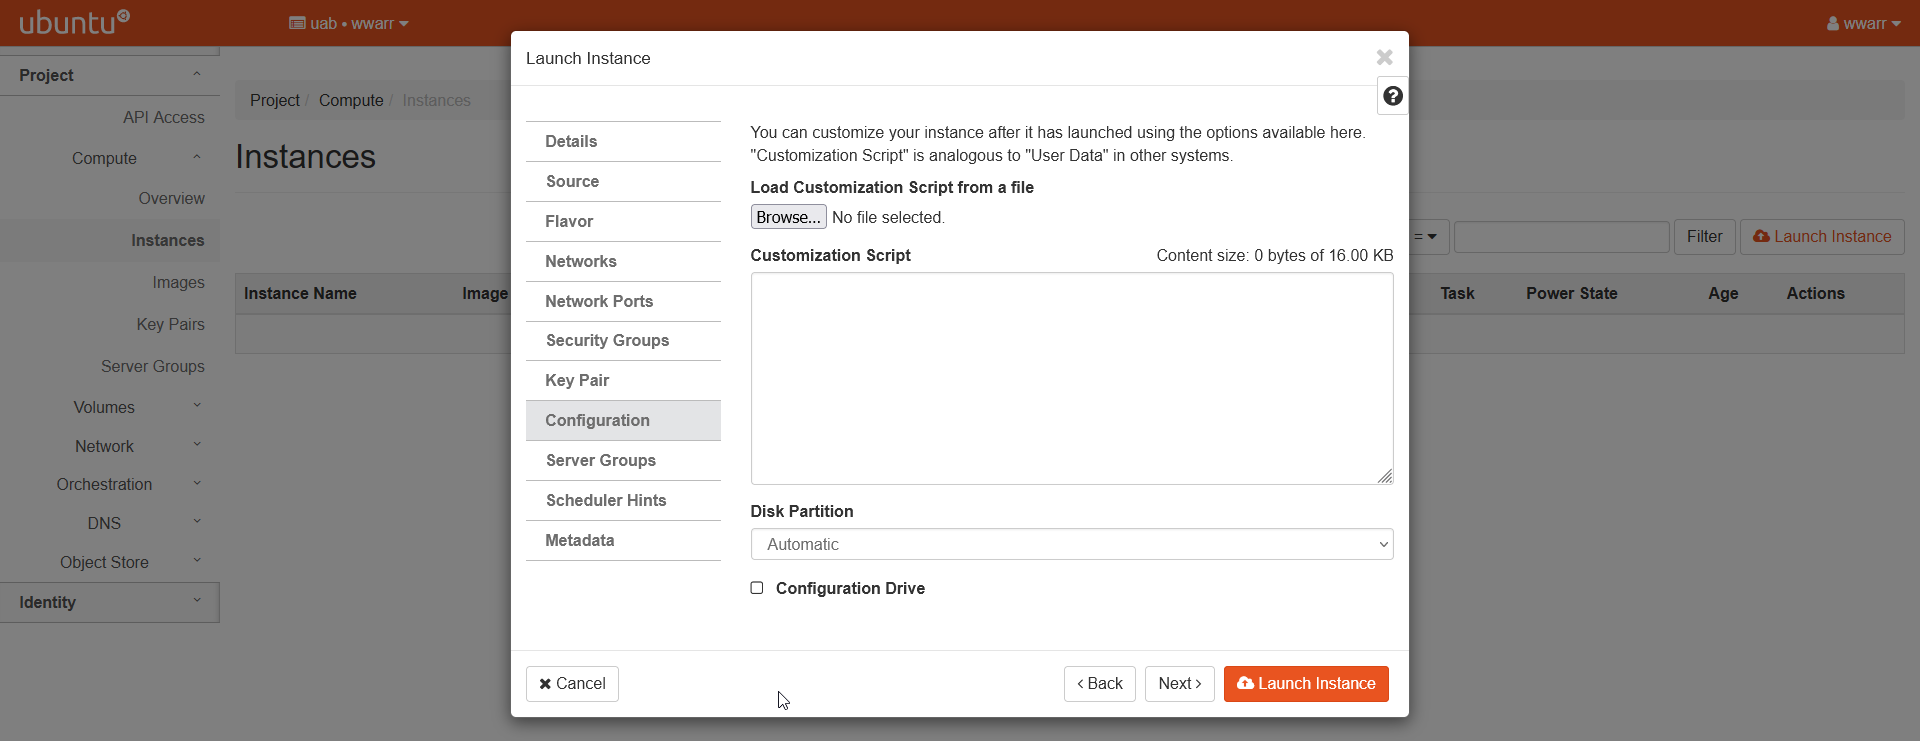 ubuntu
uab • wwarr
wwarr
Project
API Access
Compute
Overview
Instances
Images
Key Pairs
Server Groups
Volumes
Network
Orchestration
DNS
Object Store
Identity
Project / Compute / Instances
Instances
=
Filter
Launch Instance
Instance Name
Image
Task
Power State
Age
Actions
Launch Instance
Details
Source
Flavor
Networks
Network Ports
Security Groups
Key Pair
Configuration
Server Groups
Scheduler Hints
Metadata
You can customize your instance after it has launched using the options available here.
"Customization Script" is analogous to "User Data" in other systems.
Load Customization Script from a file
Browse... No file selected.
Customization Script
Content size: 0 bytes of 16.00 KB
Disk Partition
Automatic
Configuration Drive
Cancel
‹ Back
Next ›
Launch Instance